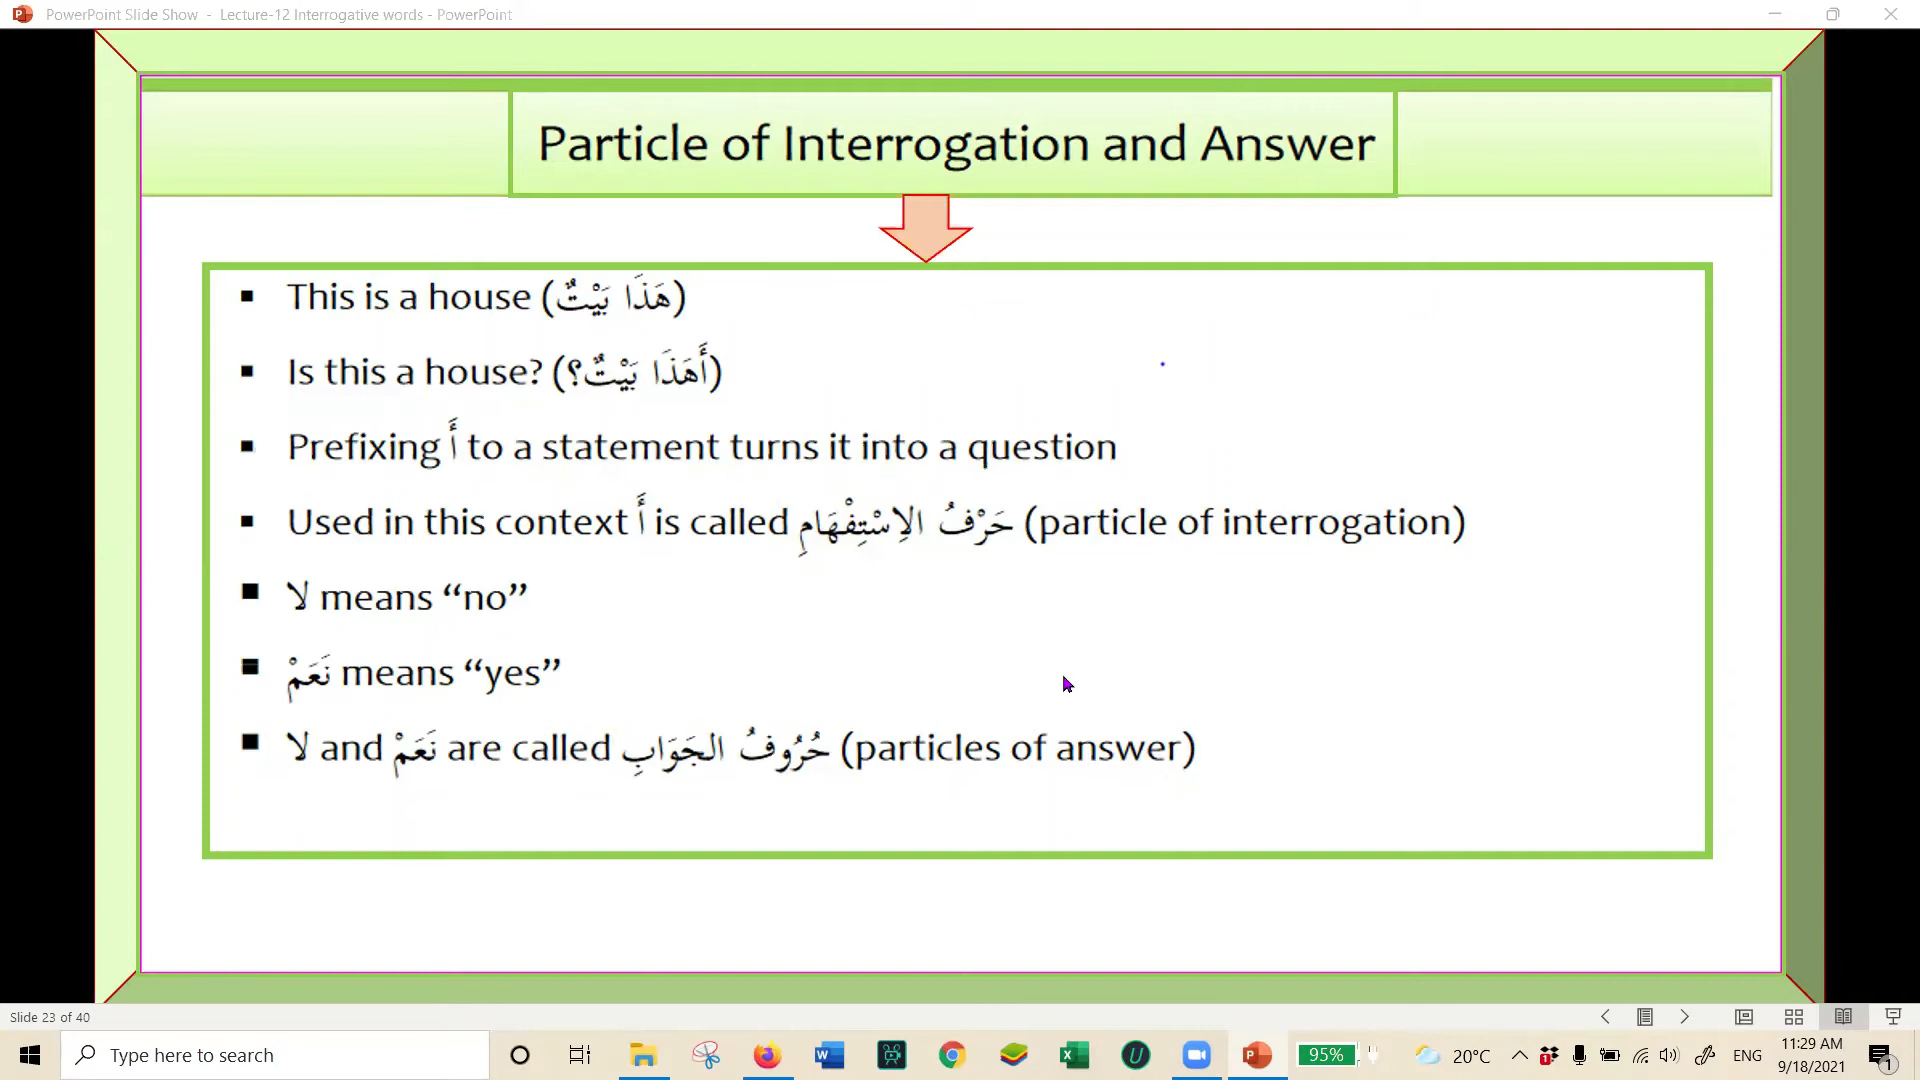 PowerPoint Slide Show - Lecture-12 Interrogative words - PowerPoint
Particle of Interrogation and Answer
▪ This is a house (هَذَا بَيْتٌ)
▪ Is this a house? (أَهَذَا بَيْتٌ؟)
▪ Prefixing أَ to a statement turns it into a question
▪ Used in this context أَ is called حَرْفُ الاِسْتِفْهَامِ (particle of interrogation)
▪ لا means “no”
▪ نَعَمْ means “yes”
▪ لا and نَعَمْ are called حُرُوفُ الجَوَابِ (particles of answer)
Slide 23 of 40
Type here to search
95%
20°C
ENG
11:29 AM
9/18/2021